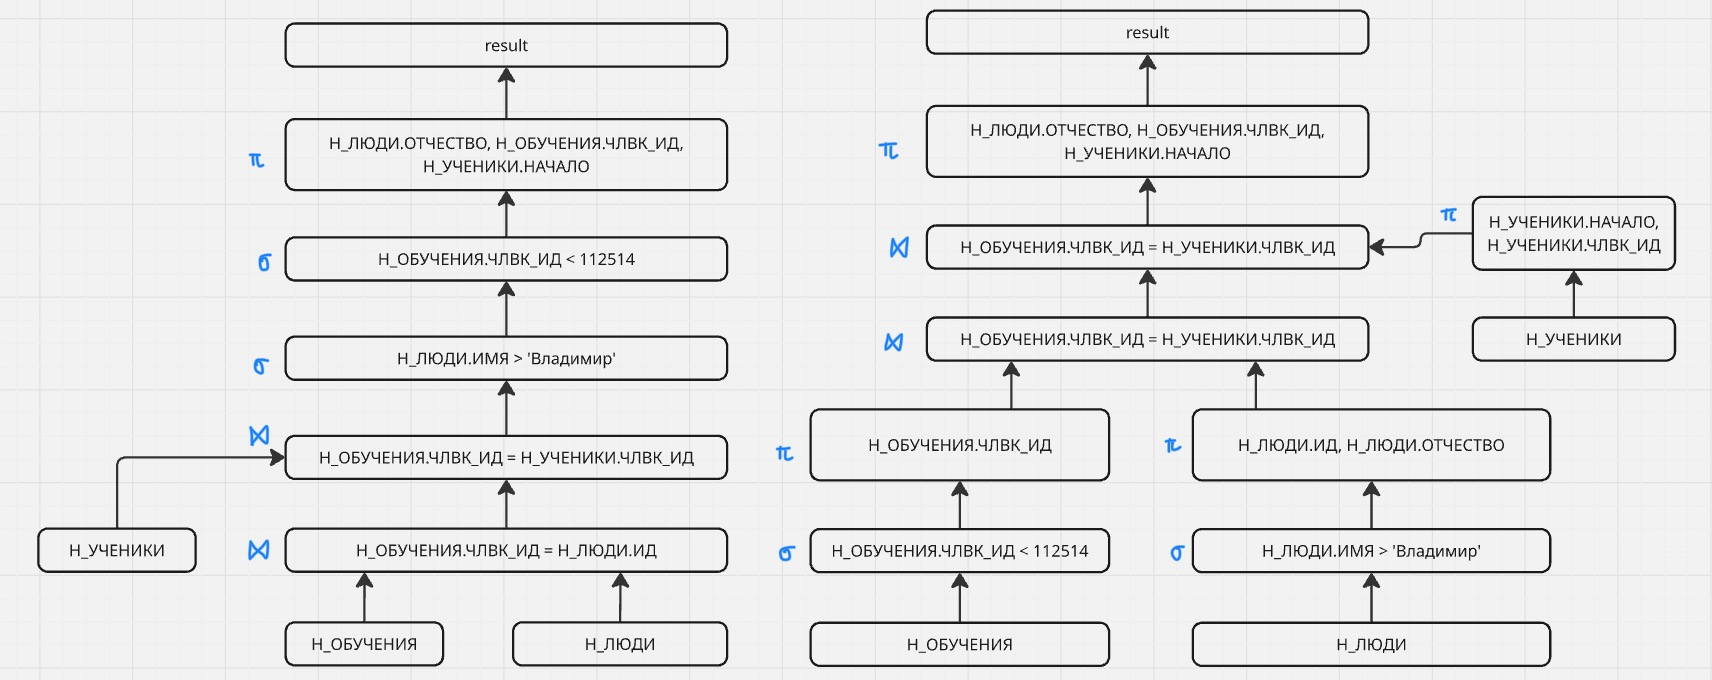 result
π
Н_ЛЮДИ.ОТЧЕСТВО, Н_ОБУЧЕНИЯ.ЧЛВК_ИД,
Н_УЧЕНИКИ.НАЧАЛО
σ
Н_ОБУЧЕНИЯ.ЧЛВК_ИД < 112514
σ
Н_ЛЮДИ.ИМЯ > 'Владимир'
⋈
Н_ОБУЧЕНИЯ.ЧЛВК_ИД = Н_УЧЕНИКИ.ЧЛВК_ИД
Н_УЧЕНИКИ
⋈
Н_ОБУЧЕНИЯ.ЧЛВК_ИД = Н_ЛЮДИ.ИД
Н_ОБУЧЕНИЯ
Н_ЛЮДИ
result
π
Н_ЛЮДИ.ОТЧЕСТВО, Н_ОБУЧЕНИЯ.ЧЛВК_ИД,
Н_УЧЕНИКИ.НАЧАЛО
⋈
Н_ОБУЧЕНИЯ.ЧЛВК_ИД = Н_УЧЕНИКИ.ЧЛВК_ИД
π
Н_УЧЕНИКИ.НАЧАЛО,
Н_УЧЕНИКИ.ЧЛВК_ИД
Н_УЧЕНИКИ
⋈
Н_ОБУЧЕНИЯ.ЧЛВК_ИД = Н_УЧЕНИКИ.ЧЛВК_ИД
π
Н_ОБУЧЕНИЯ.ЧЛВК_ИД
π
Н_ЛЮДИ.ИД, Н_ЛЮДИ.ОТЧЕСТВО
σ
Н_ОБУЧЕНИЯ.ЧЛВК_ИД < 112514
σ
Н_ЛЮДИ.ИМЯ > 'Владимир'
Н_ОБУЧЕНИЯ
Н_ЛЮДИ